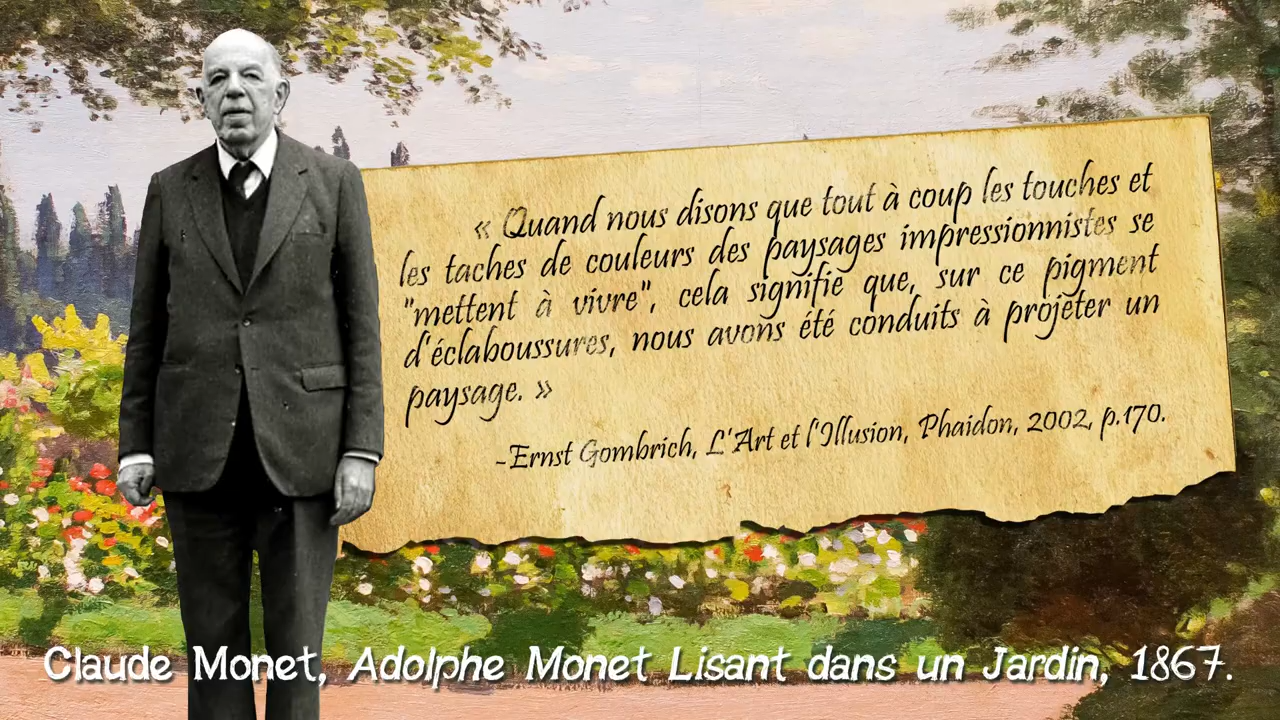 « Quand nous disons que tout à coup les touches et
les taches de couleurs des paysages impressionnistes se
"mettent à vivre", cela signifie que, sur ce pigment
d'éclaboussures, nous avons été conduits à projeter un
paysage. »
-Ernst Gombrich, L'Art et l'Illusion, Phaidon, 2002, p.170.
Claude Monet, Adolphe Monet Lisant dans un Jardin, 1867.